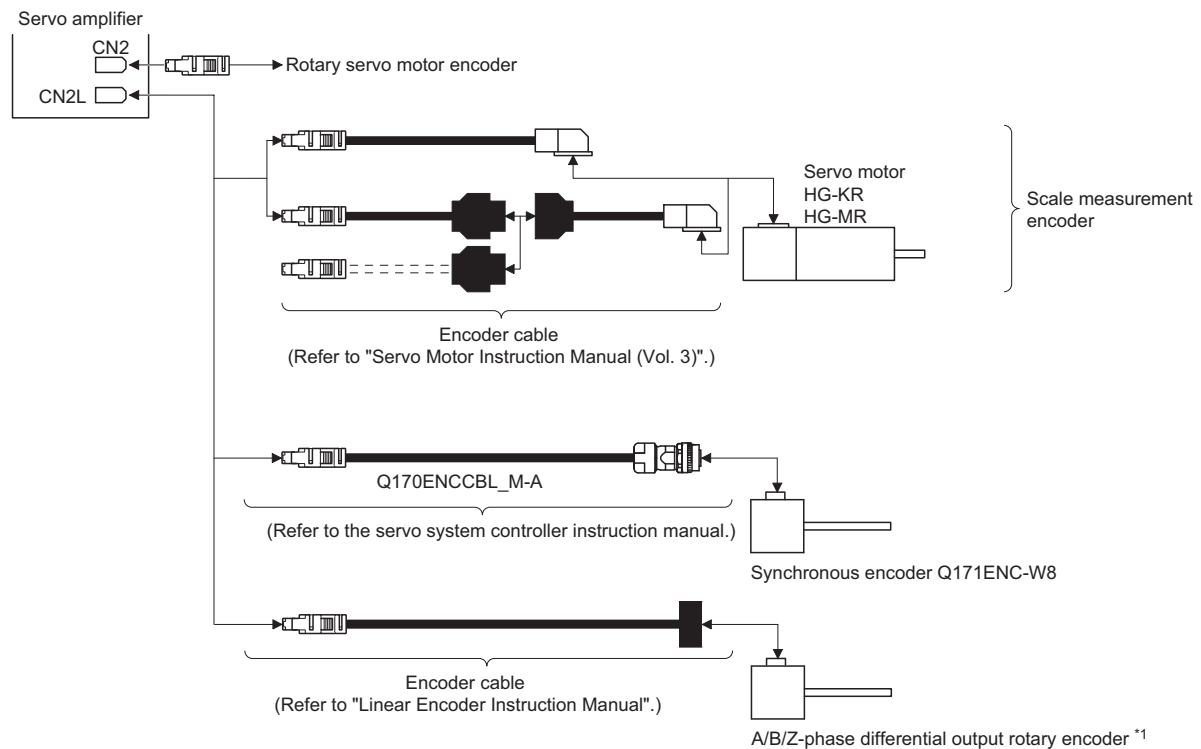 Servo amplifier
CN2
Rotary servo motor encoder
CN2L
Servo motor
HG-KR
HG-MR
Scale measurement
encoder
Encoder cable
(Refer to "Servo Motor Instruction Manual (Vol. 3)".)
Q170ENCCBL_M-A
(Refer to the servo system controller instruction manual.)
Synchronous encoder Q171ENC-W8
Encoder cable
(Refer to "Linear Encoder Instruction Manual".)
A/B/Z-phase differential output rotary encoder *1